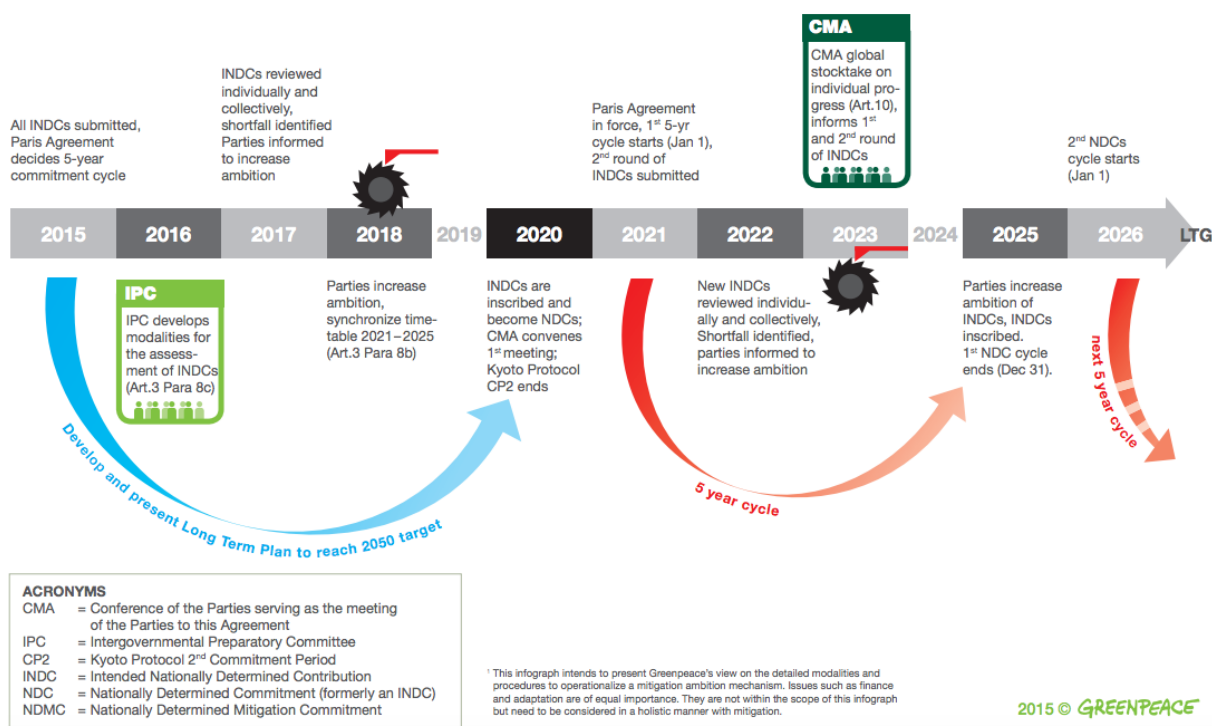 All INDCs submitted,
Paris Agreement
decides 5-year
commitment cycle
INDCs reviewed
individually and
collectively,
shortfall identified
Parties informed
to increase
ambition
Paris Agreement
in force, 1st 5-yr
cycle starts (Jan 1),
2nd round of
INDCs submitted
CMA
CMA global
stocktake on
individual pro-
gress (Art.10),
informs 1st
and 2nd round
of INDCs
2nd NDCs
cycle starts
(Jan 1)
2015 2016 2017 2018 2019 2020 2021 2022 2023 2024 2025 2026 LTG
IPC
IPC develops
modalities for
the assess-
ment of INDCs
(Art.3 Para 8c)
Parties increase
ambition,
synchronize time-
table 2021–2025
(Art.3 Para 8b)
INDCs are
inscribed and
become NDCs;
CMA convenes
1st meeting;
Kyoto Protocol
CP2 ends
New INDCs
reviewed individu-
ally and collectively,
Shortfall identified,
parties informed to
increase ambition
Parties increase
ambition of
INDCs, INDCs
inscribed.
1st NDC cycle
ends (Dec 31).
Develop and present Long Term Plan to reach 2050 target
5 year cycle
next 5 year cycle
ACRONYMS
CMA = Conference of the Parties serving as the meeting
of the Parties to this Agreement
IPC = Intergovernmental Preparatory Committee
CP2 = Kyoto Protocol 2nd Commitment Period
INDC = Intended Nationally Determined Contribution
NDC = Nationally Determined Commitment (formerly an INDC)
NDMC = Nationally Determined Mitigation Commitment
1 This infograph intends to present Greenpeace's view on the detailed modalities and
procedures to operationalize a mitigation ambition mechanism. Issues such as finance
and adaptation are of equal importance. They are not within the scope of this infograph
but need to be considered in a holistic manner with mitigation.
2015 © GREENPEACE